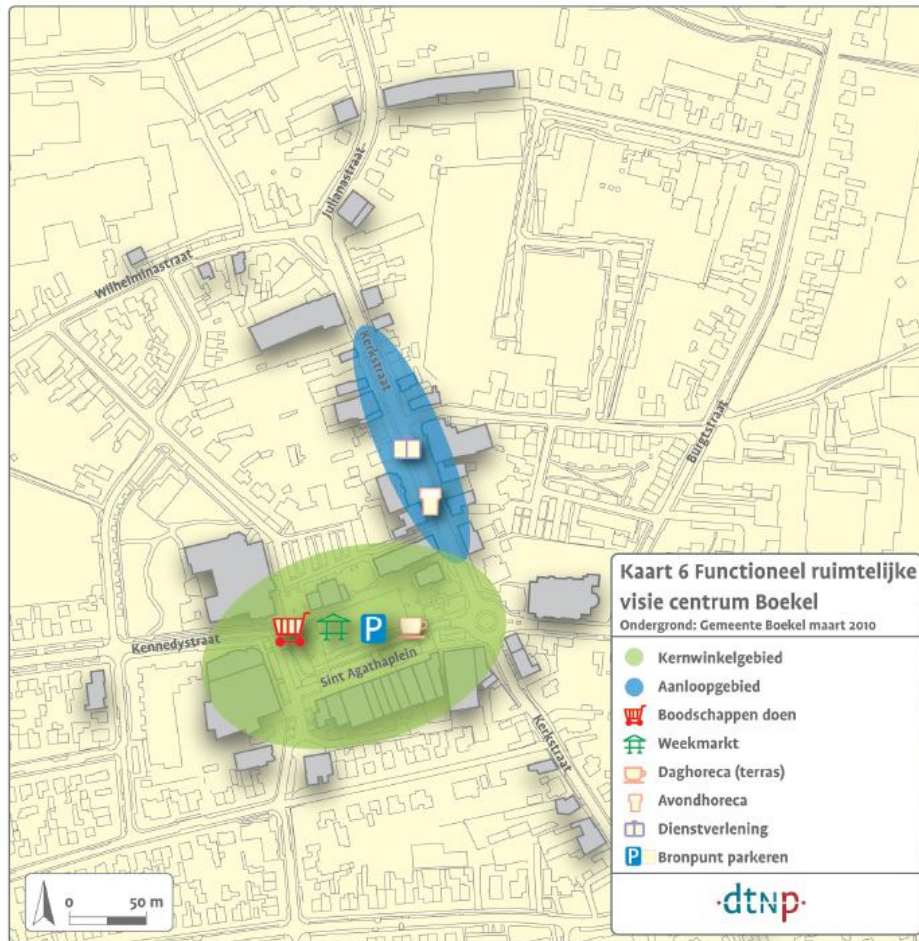 Julianastraat
Wilhelminastraat
Kerkstraat
Burgtstraat
P
Kennedystraat
Sint Agathaplein
Kerkstraat
Kaart 6 Functioneel ruimtelijke
visie centrum Boekel
Ondergrond: Gemeente Boekel maart 2010
Kernwinkelgebied
Aanloopgebied
Boodschappen doen
Weekmarkt
Daghoreca (terras)
Avondhoreca
Dienstverlening
P Bronpunt parkeren
0 50 m
·dtNp·